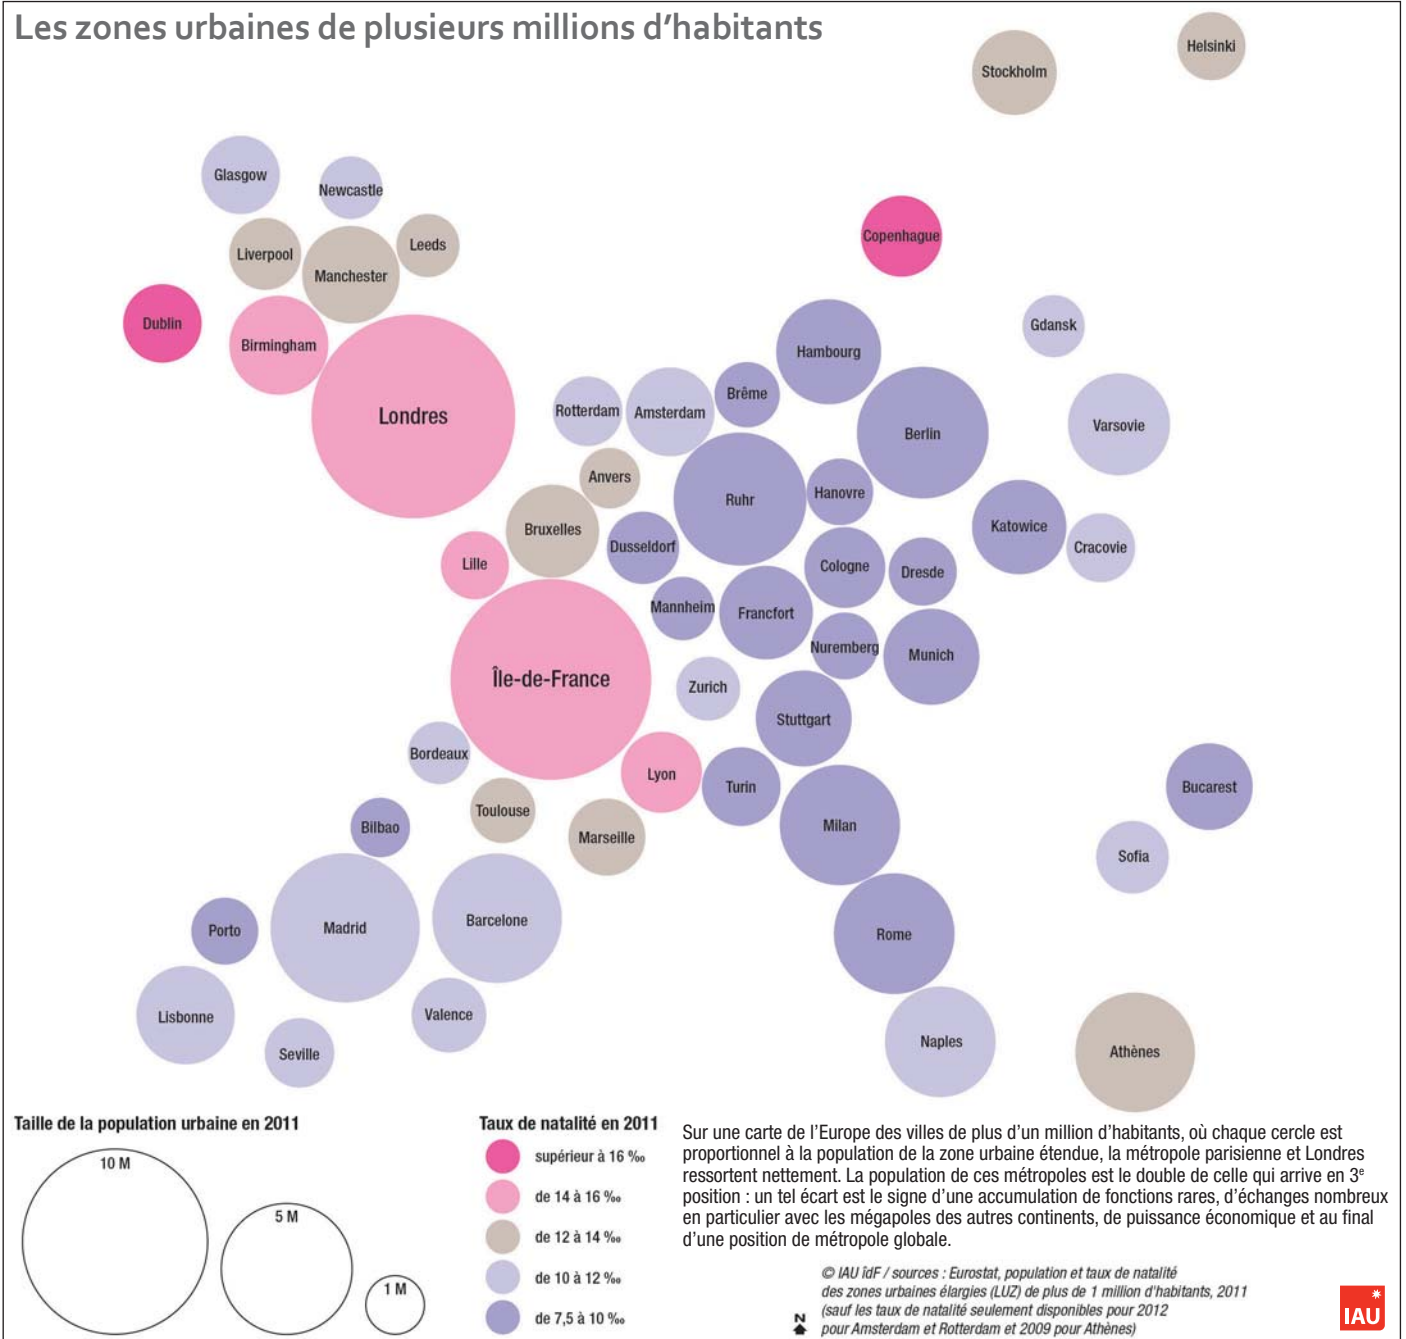 Les zones urbaines de plusieurs millions d'habitants
Helsinki
Stockholm
Glasgow
Newcastle
Copenhague
Liverpool
Leeds
Manchester
Dublin
Birmingham
Gdansk
Hambourg
Londres
Rotterdam
Amsterdam
Brême
Berlin
Varsovie
Anvers
Ruhr
Hanovre
Bruxelles
Dusseldorf
Katowice
Cracovie
Lille
Cologne
Dresde
Mannheim
Francfort
Nuremberg
Munich
Île-de-France
Zurich
Stuttgart
Bordeaux
Lyon
Turin
Bucarest
Toulouse
Bilbao
Marseille
Milan
Sofia
Porto
Madrid
Barcelone
Rome
Lisbonne
Valence
Seville
Naples
Athènes
Taille de la population urbaine en 2011
10 M
5 M
1 M
Taux de natalité en 2011
supérieur à 16 ‰
de 14 à 16 ‰
de 12 à 14 ‰
de 10 à 12 ‰
de 7,5 à 10 ‰
Sur une carte de l'Europe des villes de plus d'un million d'habitants, où chaque cercle est
proportionnel à la population de la zone urbaine étendue, la métropole parisienne et Londres
ressortent nettement. La population de ces métropoles est le double de celle qui arrive en 3e
position : un tel écart est le signe d'une accumulation de fonctions rares, d'échanges nombreux
en particulier avec les mégapoles des autres continents, de puissance économique et au final
d'une position de métropole globale.
© IAU îdF / sources : Eurostat, population et taux de natalité
des zones urbaines élargies (LUZ) de plus de 1 million d'habitants, 2011
(sauf les taux de natalité seulement disponibles pour 2012
pour Amsterdam et Rotterdam et 2009 pour Athènes)
N
IAU